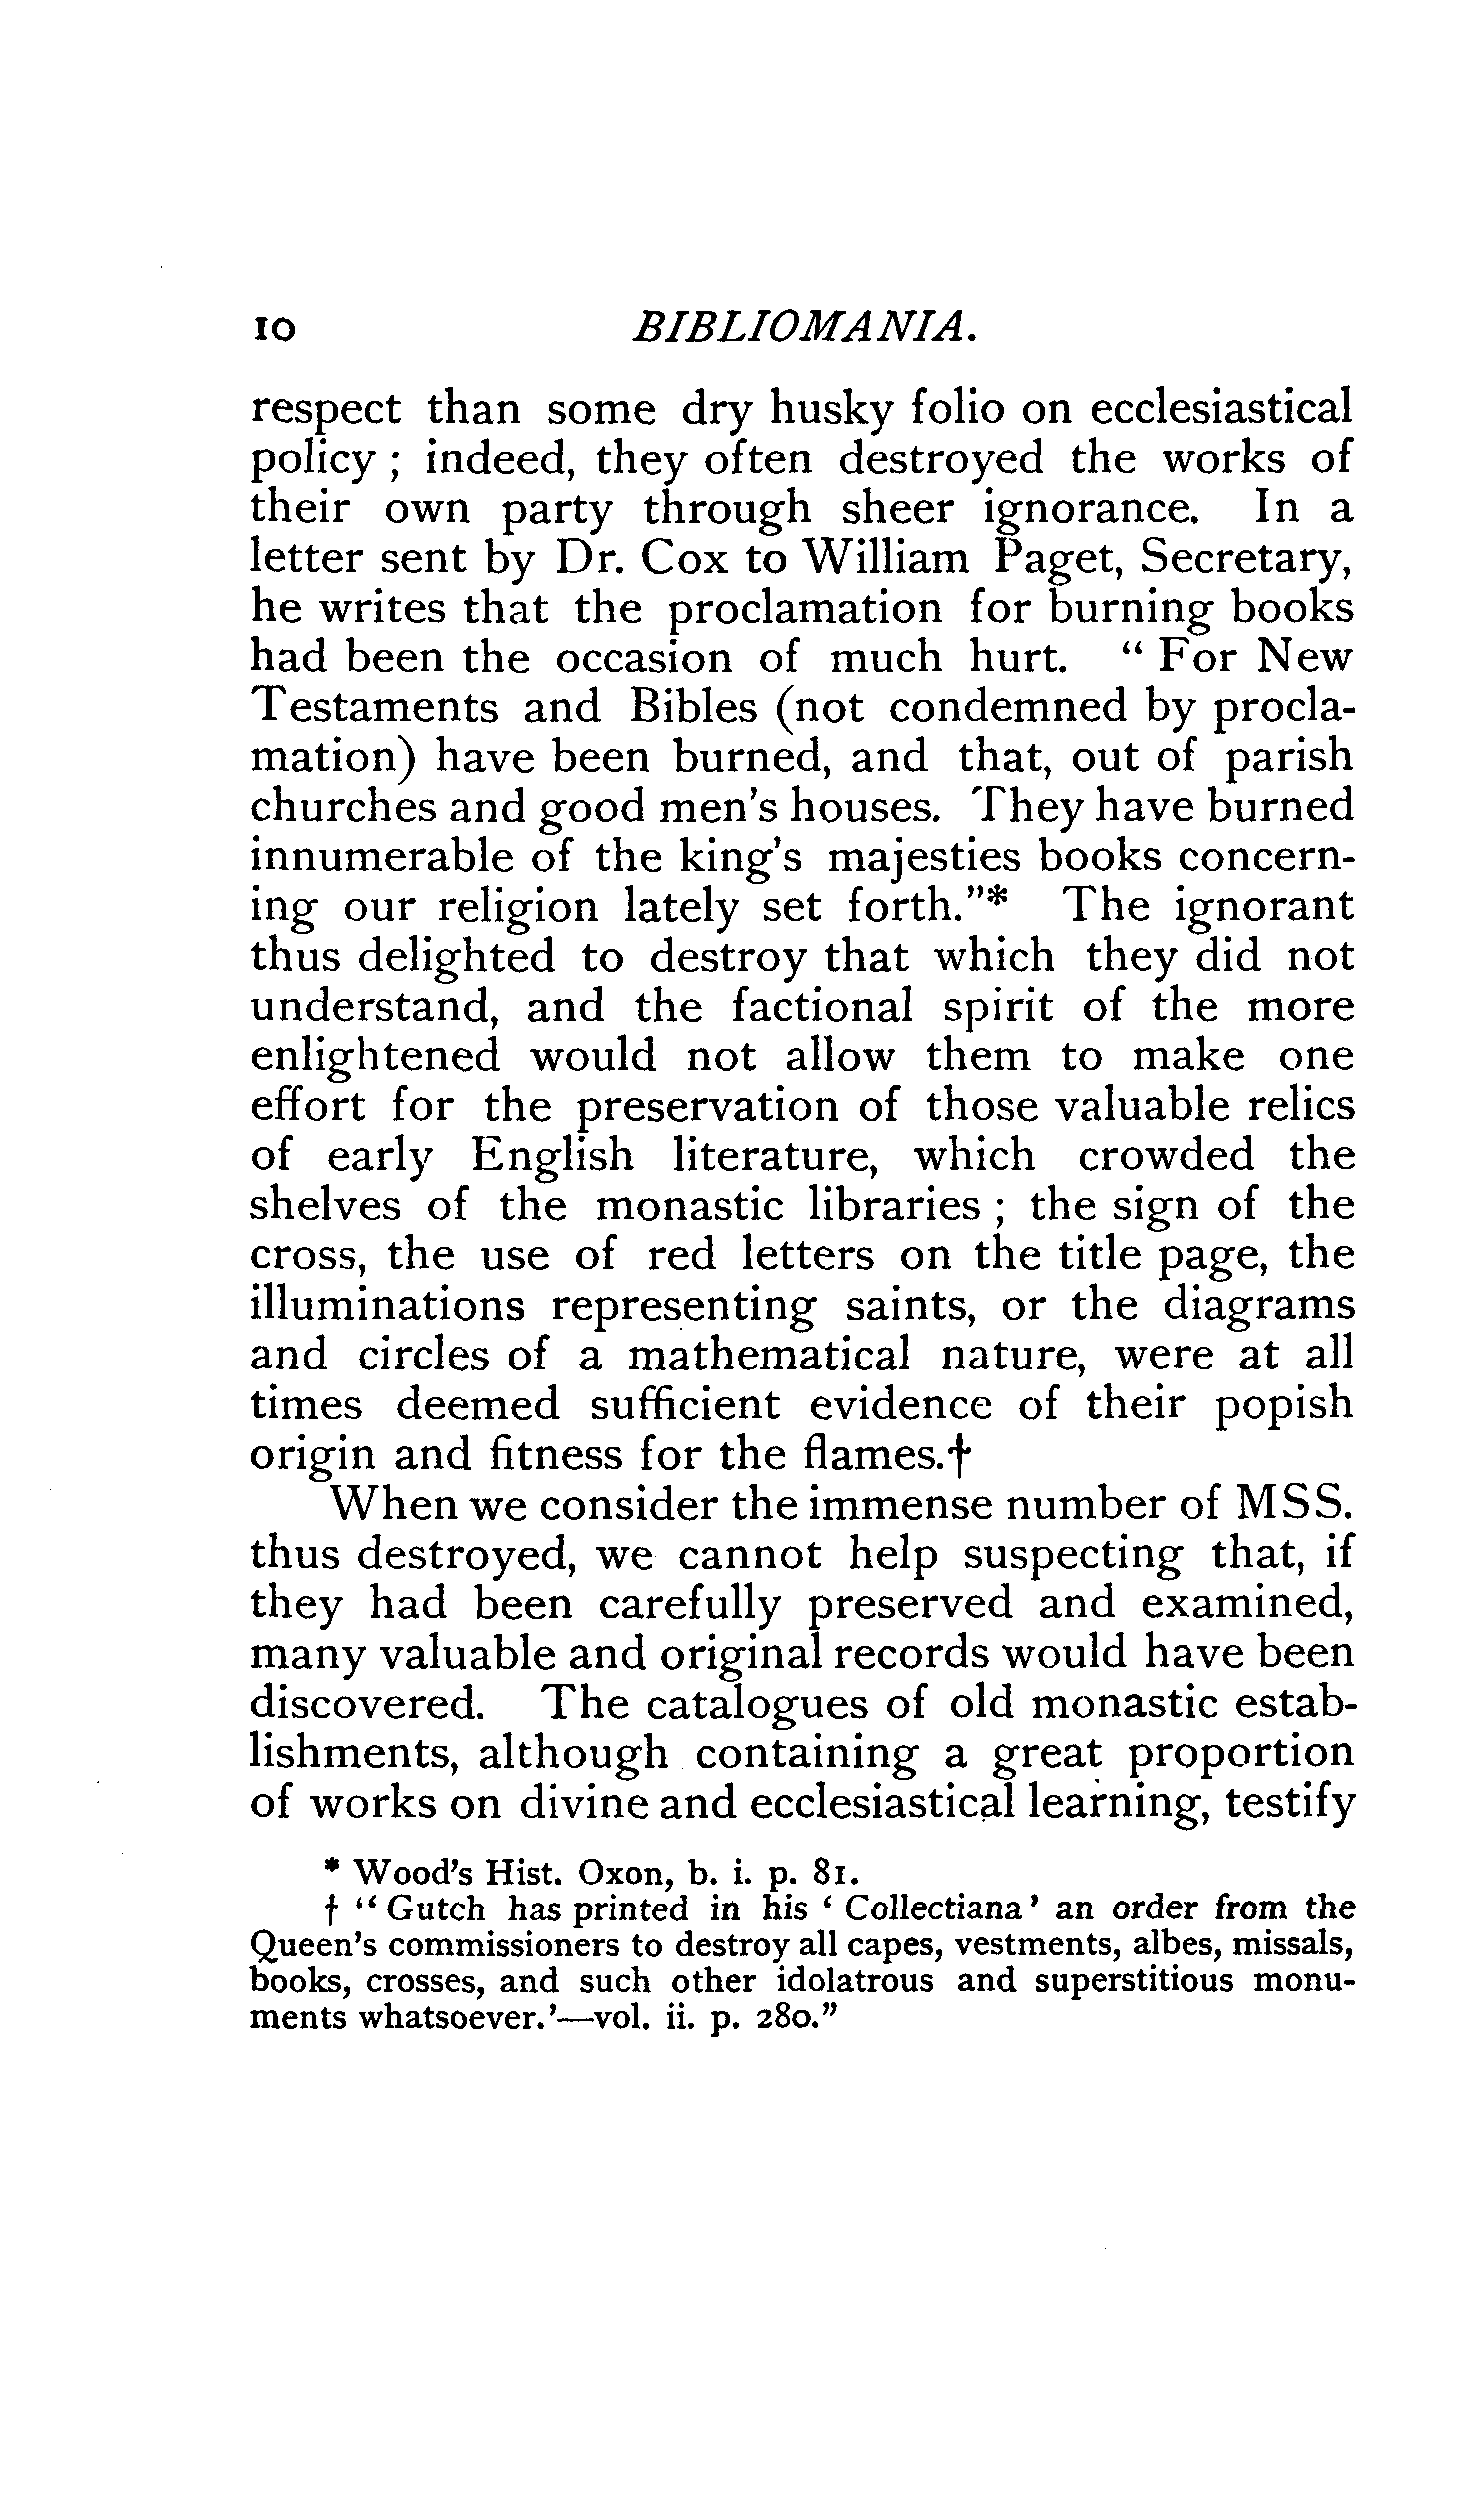 10 BIBLIOMANIA.
respect than some dry husky folio on ecclesiastical
policy ; indeed, they often destroyed the works of
their own party through sheer ignorance. In a
letter sent by Dr. Cox to William Paget, Secretary,
he writes that the proclamation for burning books
had been the occasion of much hurt. “ For New
Testaments and Bibles (not condemned by procla-
mation) have been burned, and that, out of parish
churches and good men's houses. They have burned
innumerable of the king's majesties books concern-
ing our religion lately set forth.”* The ignorant
thus delighted to destroy that which they did not
understand, and the factional spirit of the more
enlightened would not allow them to make one
effort for the preservation of those valuable relics
of early English literature, which crowded the
shelves of the monastic libraries ; the sign of the
cross, the use of red letters on the title page, the
illuminations representing saints, or the diagrams
and circles of a mathematical nature, were at all
times deemed sufficient evidence of their popish
origin and fitness for the flames.†
When we consider the immense number of MSS.
thus destroyed, we cannot help suspecting that, if
they had been carefully preserved and examined,
many valuable and original records would have been
discovered. The catalogues of old monastic estab-
lishments, although containing a great proportion
of works on divine and ecclesiastical learning, testify
* Wood's Hist. Oxon, b. i. p. 81.
† “ Gutch has printed in his ‘ Collectiana ’ an order from the
Queen's commissioners to destroy all capes, vestments, albes, missals,
books, crosses, and such other idolatrous and superstitious monu-
ments whatsoever.’—vol. ii. p. 280.”